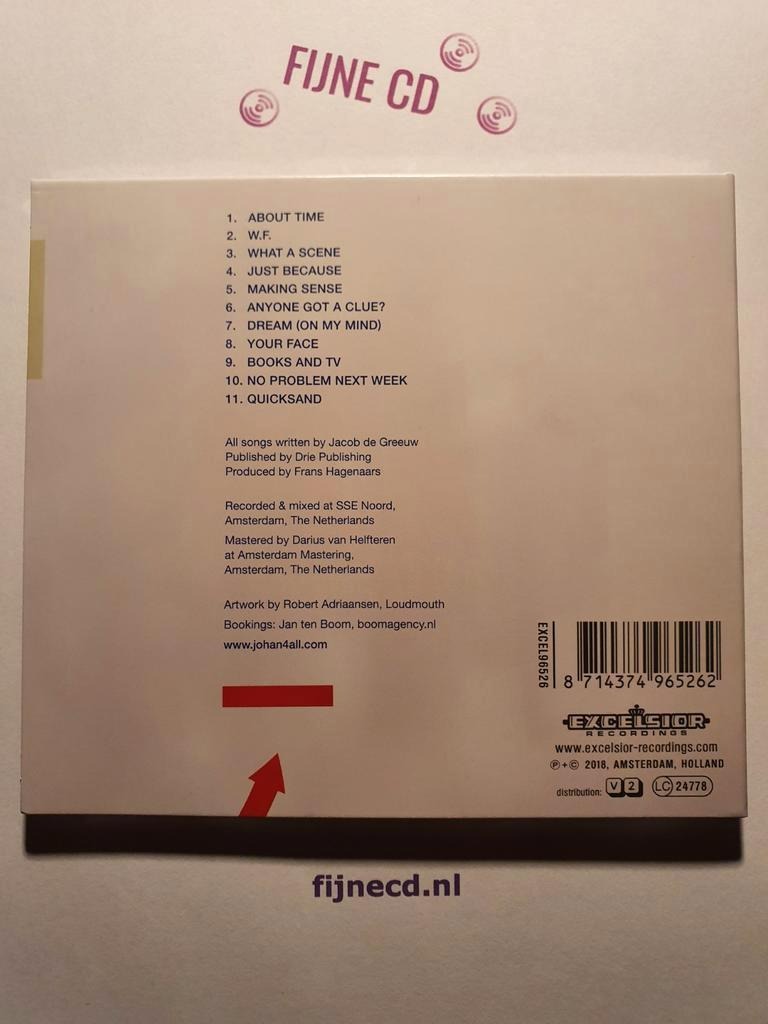 FIJNE CD
1. ABOUT TIME
2. W.F.
3. WHAT A SCENE
4. JUST BECAUSE
5. MAKING SENSE
6. ANYONE GOT A CLUE?
7. DREAM (ON MY MIND)
8. YOUR FACE
9. BOOKS AND TV
10. NO PROBLEM NEXT WEEK
11. QUICKSAND
All songs written by Jacob de Greeuw
Published by Drie Publishing
Produced by Frans Hagenaars
Recorded & mixed at SSE Noord,
Amsterdam, The Netherlands
Mastered by Darius van Helfteren
at Amsterdam Mastering,
Amsterdam, The Netherlands
Artwork by Robert Adriaansen, Loudmouth
Bookings: Jan ten Boom, boomagency.nl
www.johan4all.com
EXCEL96526
8 714374 965262
EXCELSIOR
RECORDINGS
www.excelsior-recordings.com
℗+© 2018, AMSTERDAM, HOLLAND
distribution: V2 LC 24778
fijnecd.nl